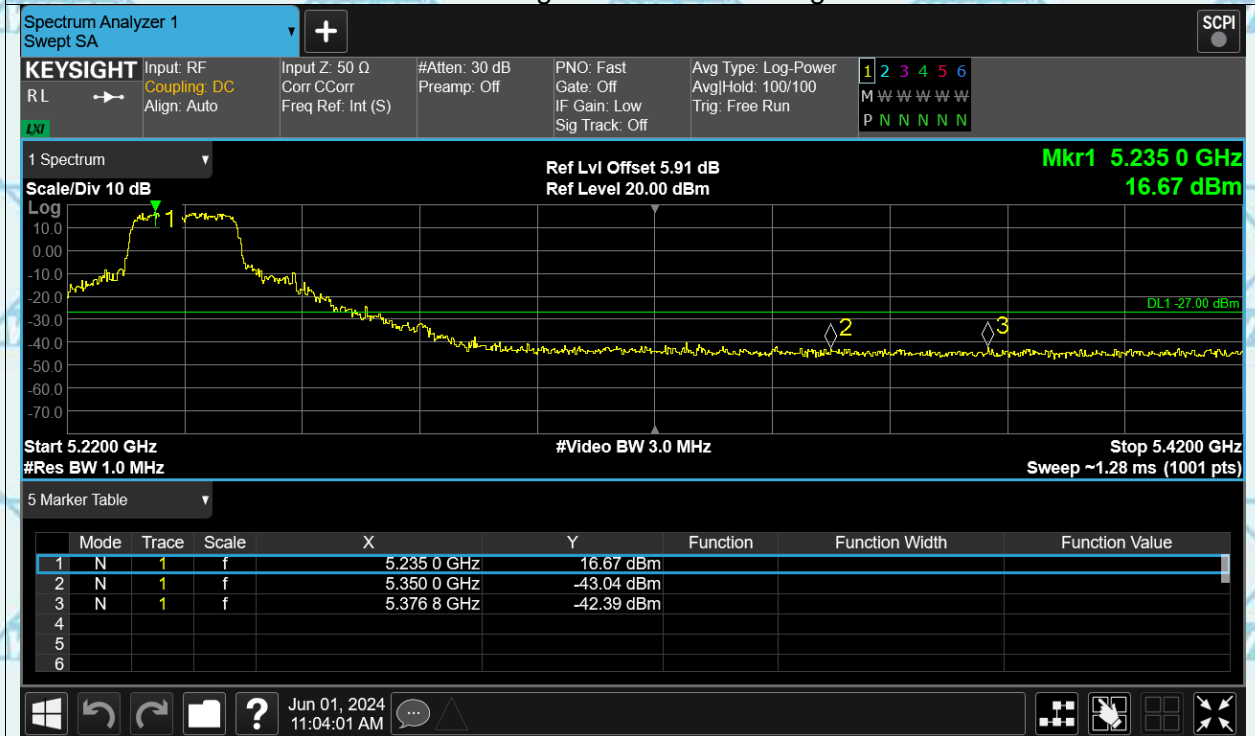 Spectrum Analyzer 1
Swept SA
+
SCPI
KEYSIGHT Input: RF Input Z: 50 Ω #Atten: 30 dB PNO: Fast Avg Type: Log-Power 1 2 3 4 5 6
RL Coupling: DC Corr CCorr Preamp: Off Gate: Off Avg|Hold: 100/100 M W W W W W
Align: Auto Freq Ref: Int (S) IF Gain: Low Trig: Free Run
LXI Sig Track: Off P N N N N N
1 Spectrum
Ref Lvl Offset 5.91 dB Mkr1 5.235 0 GHz
Scale/Div 10 dB Ref Level 20.00 dBm 16.67 dBm
Log
1
10.0
0.00
-10.0
-20.0
DL1 -27.00 dBm
-30.0
2 3
-40.0
-50.0
-60.0
-70.0
Start 5.2200 GHz #Video BW 3.0 MHz Stop 5.4200 GHz
#Res BW 1.0 MHz Sweep ~1.28 ms (1001 pts)
5 Marker Table
Mode Trace Scale X Y Function Function Width Function Value
1 N 1 f 5.235 0 GHz 16.67 dBm
2 N 1 f 5.350 0 GHz -43.04 dBm
3 N 1 f 5.376 8 GHz -42.39 dBm
4
5
6
? Jun 01, 2024
11:04:01 AM